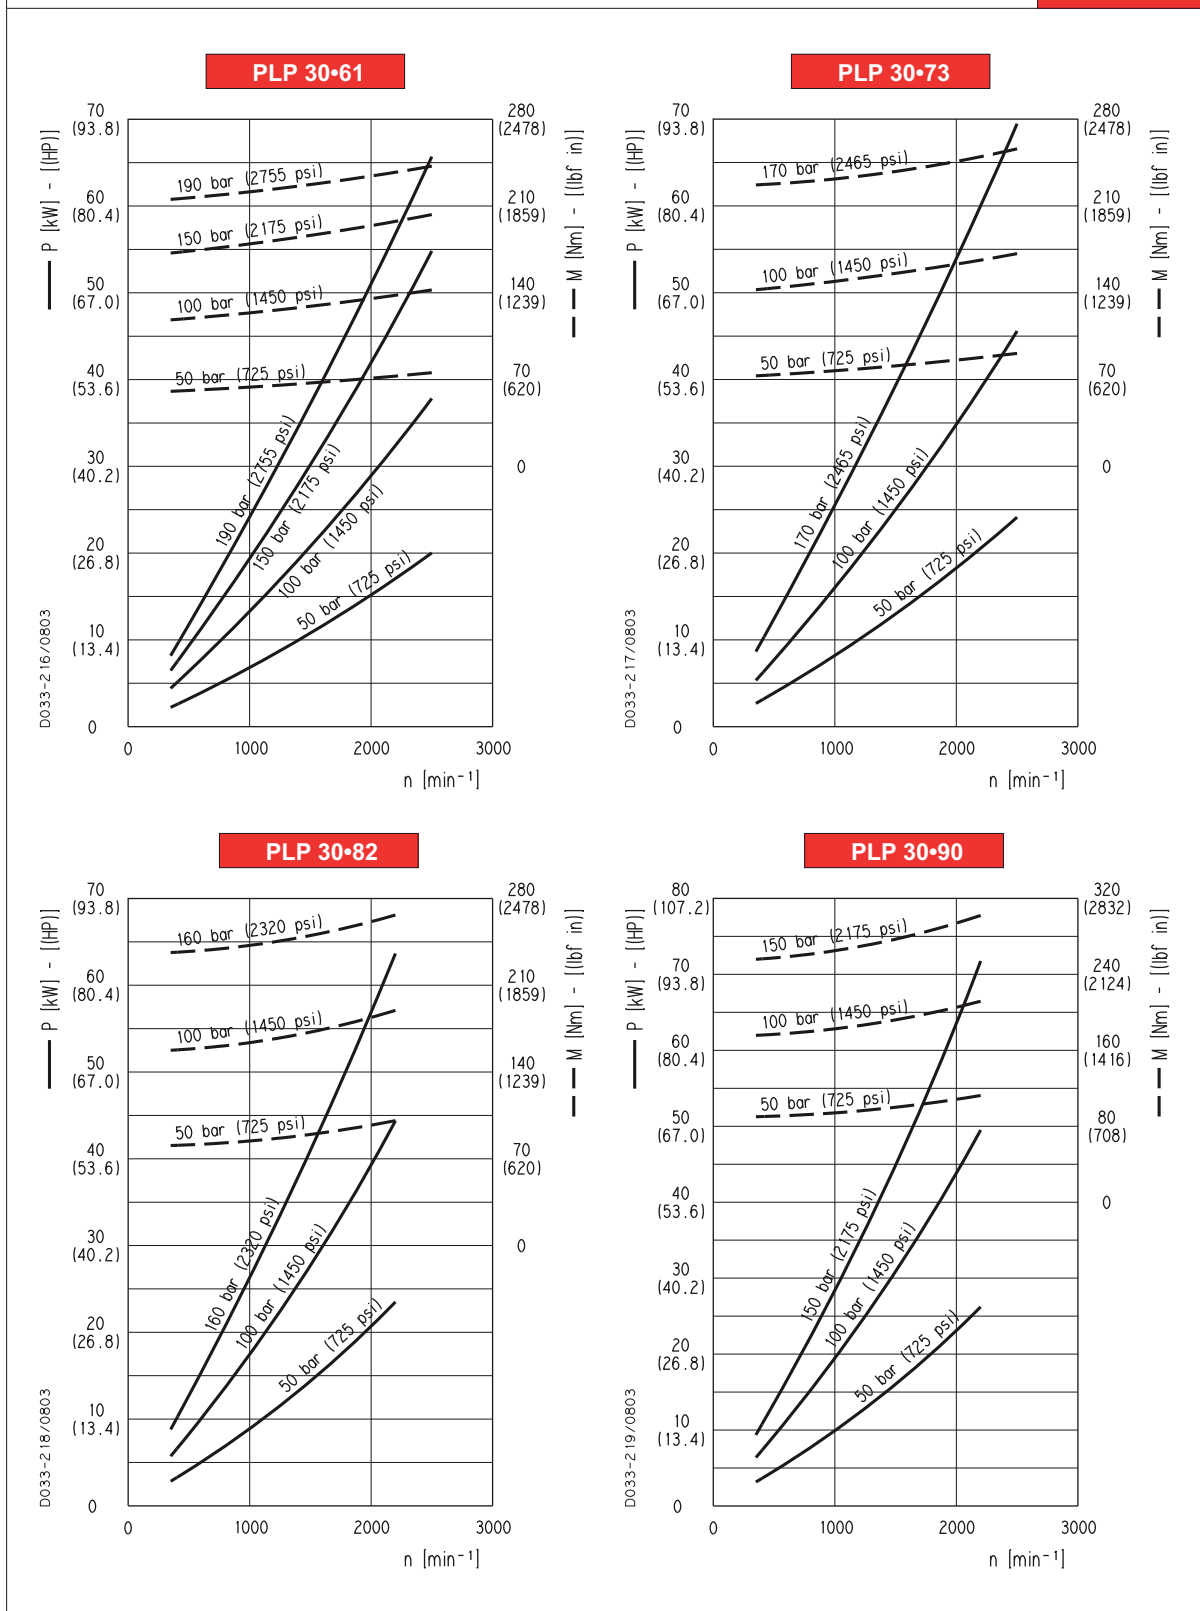 PLP 30•61
70
(93.8)
60
(80.4)
50
(67.0)
40
(53.6)
30
(40.2)
20
(26.8)
10
(13.4)
0
P [kW] - [(HP)]
D033-216/0803
280
(2478)
210
(1859)
140
(1239)
70
(620)
0
M [Nm] - [(lbf in)]
190 bar (2755 psi)
150 bar (2175 psi)
100 bar (1450 psi)
50 bar (725 psi)
190 bar (2755 psi)
150 bar (2175 psi)
100 bar (1450 psi)
50 bar (725 psi)
0 1000 2000 3000
n [min⁻¹]
PLP 30•73
70
(93.8)
60
(80.4)
50
(67.0)
40
(53.6)
30
(40.2)
20
(26.8)
10
(13.4)
0
P [kW] - [(HP)]
D033-217/0803
280
(2478)
210
(1859)
140
(1239)
70
(620)
0
M [Nm] - [(lbf in)]
170 bar (2465 psi)
100 bar (1450 psi)
50 bar (725 psi)
170 bar (2465 psi)
100 bar (1450 psi)
50 bar (725 psi)
0 1000 2000 3000
n [min⁻¹]
PLP 30•82
70
(93.8)
60
(80.4)
50
(67.0)
40
(53.6)
30
(40.2)
20
(26.8)
10
(13.4)
0
P [kW] - [(HP)]
D033-218/0803
280
(2478)
210
(1859)
140
(1239)
70
(620)
0
M [Nm] - [(lbf in)]
160 bar (2320 psi)
100 bar (1450 psi)
50 bar (725 psi)
160 bar (2320 psi)
100 bar (1450 psi)
50 bar (725 psi)
0 1000 2000 3000
n [min⁻¹]
PLP 30•90
80
(107.2)
70
(93.8)
60
(80.4)
50
(67.0)
40
(53.6)
30
(40.2)
20
(26.8)
10
(13.4)
0
P [kW] - [(HP)]
D033-219/0803
320
(2832)
240
(2124)
160
(1416)
80
(708)
0
M [Nm] - [(lbf in)]
150 bar (2175 psi)
100 bar (1450 psi)
50 bar (725 psi)
150 bar (2175 psi)
100 bar (1450 psi)
50 bar (725 psi)
0 1000 2000 3000
n [min⁻¹]